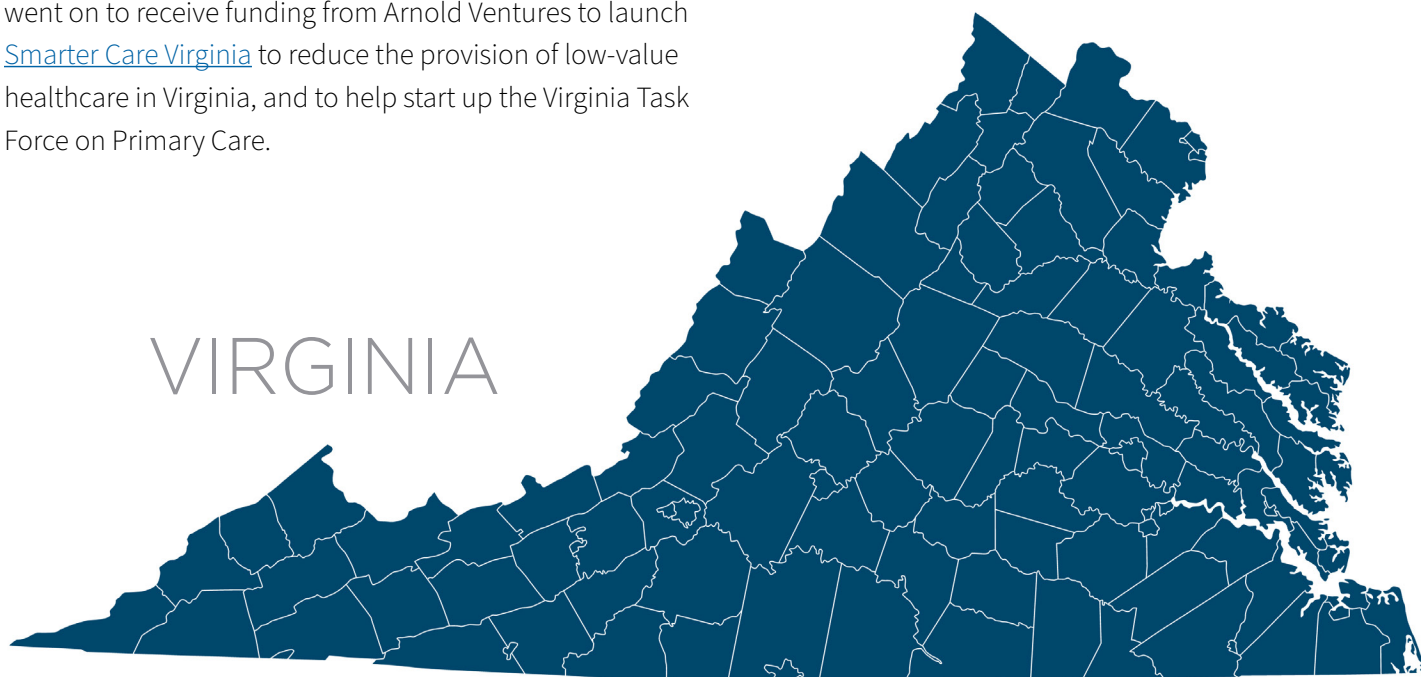 went on to receive funding from Arnold Ventures to launch
Smarter Care Virginia to reduce the provision of low-value
healthcare in Virginia, and to help start up the Virginia Task
Force on Primary Care.
VIRGINIA